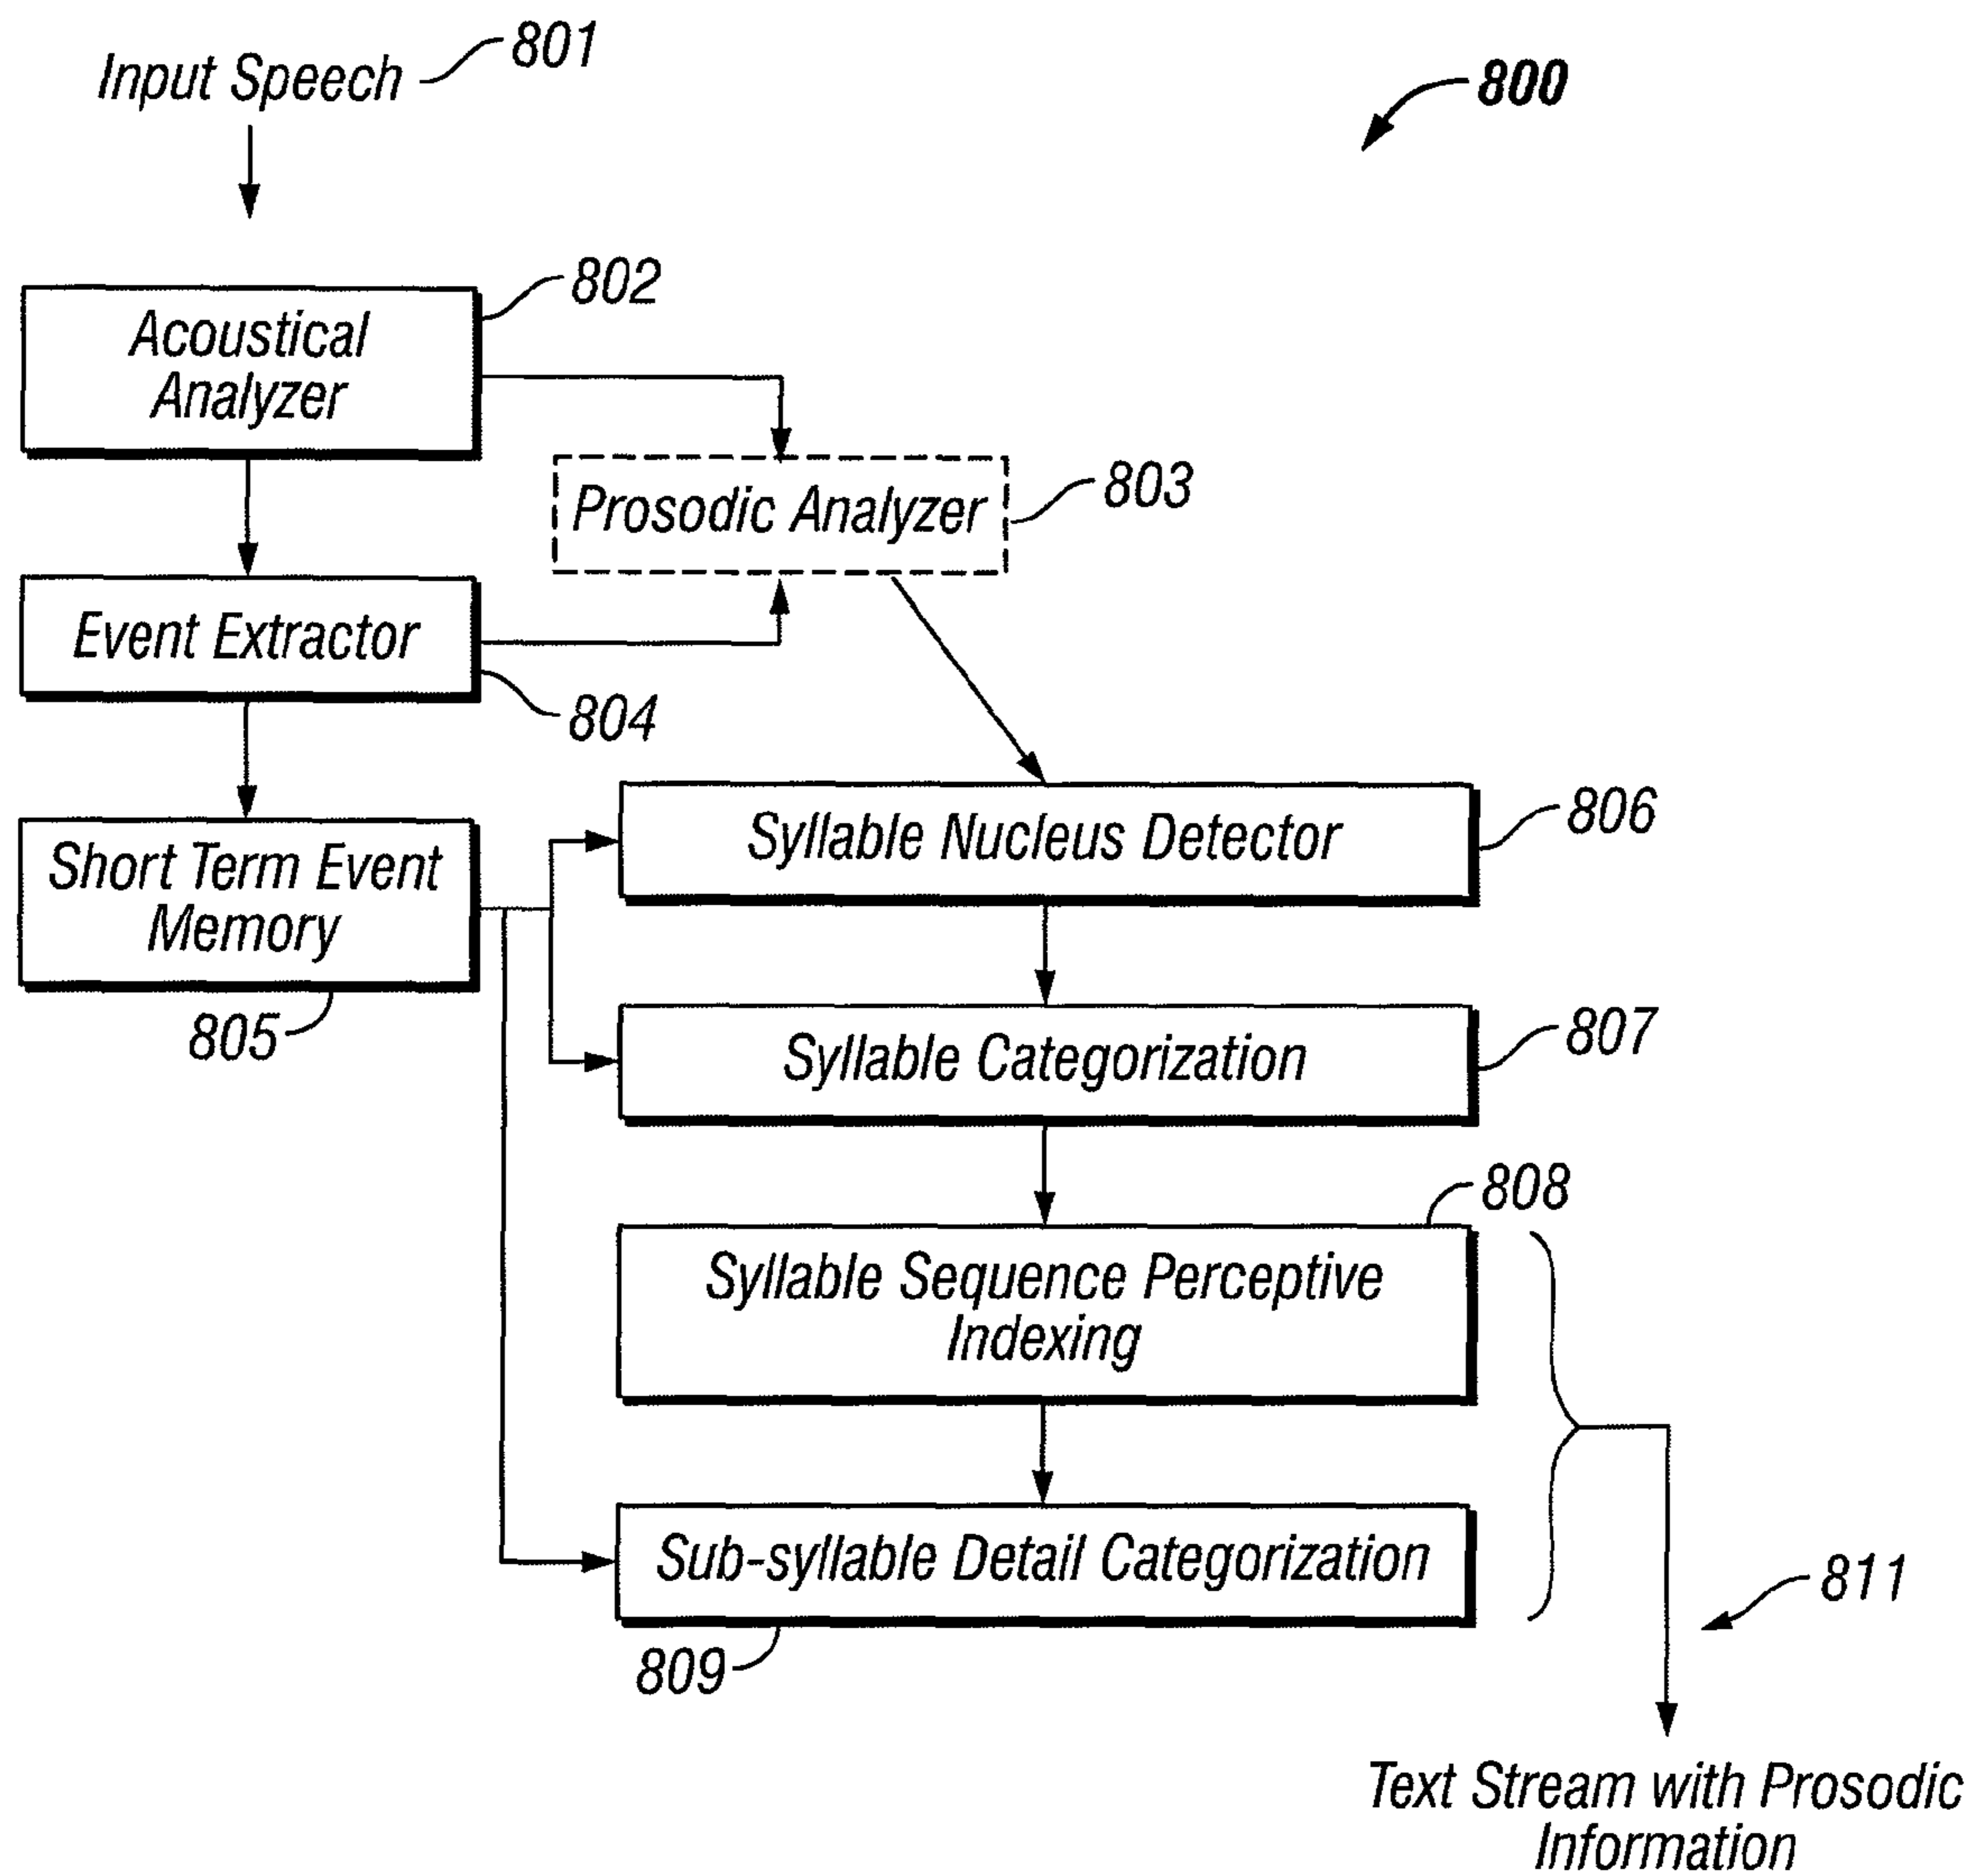 Input Speech
801
800
802
Acoustical
Analyzer
Prosodic Analyzer
803
Event Extractor
804
Short Term Event
Memory
805
Syllable Nucleus Detector
806
Syllable Categorization
807
808
Syllable Sequence Perceptive
Indexing
Sub-syllable Detail Categorization
809
811
Text Stream with Prosodic
Information